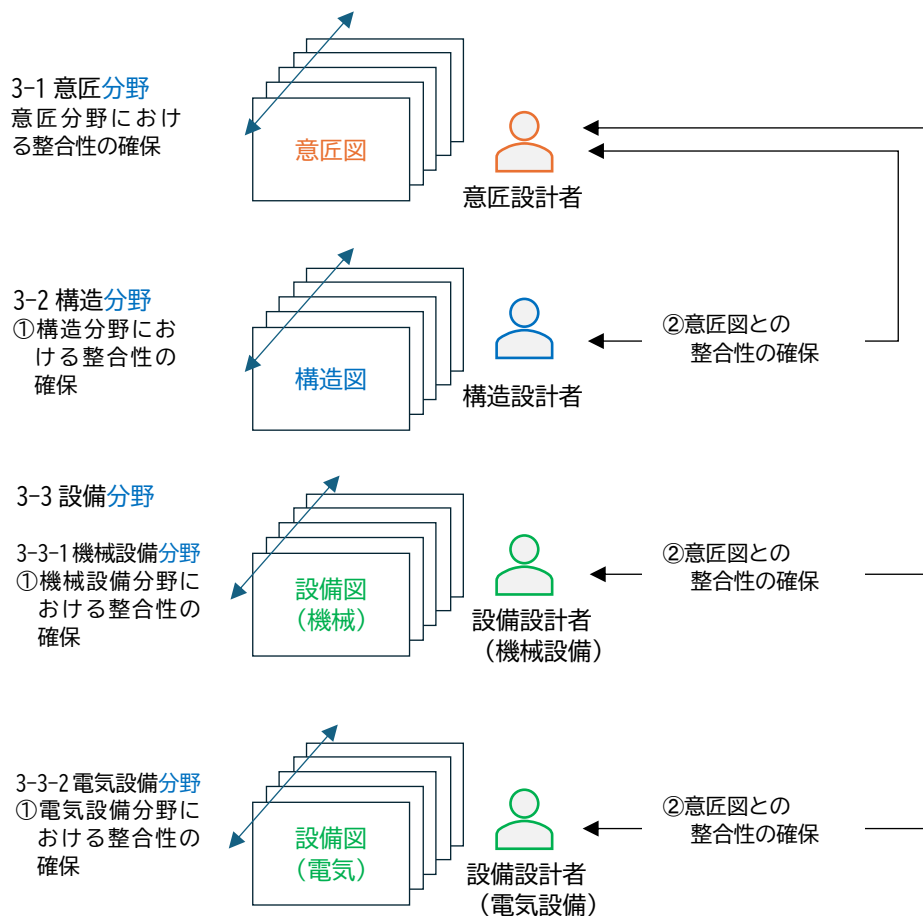 3-1 意匠分野
意匠分野におけ
る整合性の確保
意匠図
意匠設計者
3-2 構造分野
①構造分野にお
ける整合性の
確保
構造図
構造設計者
②意匠図との
整合性の確保
3-3 設備分野
3-3-1 機械設備分野
①機械設備分野に
おける整合性の
確保
設備図
（機械）
設備設計者
（機械設備）
②意匠図との
整合性の確保
3-3-2 電気設備分野
①電気設備分野に
おける整合性の
確保
設備図
（電気）
設備設計者
（電気設備）
②意匠図との
整合性の確保